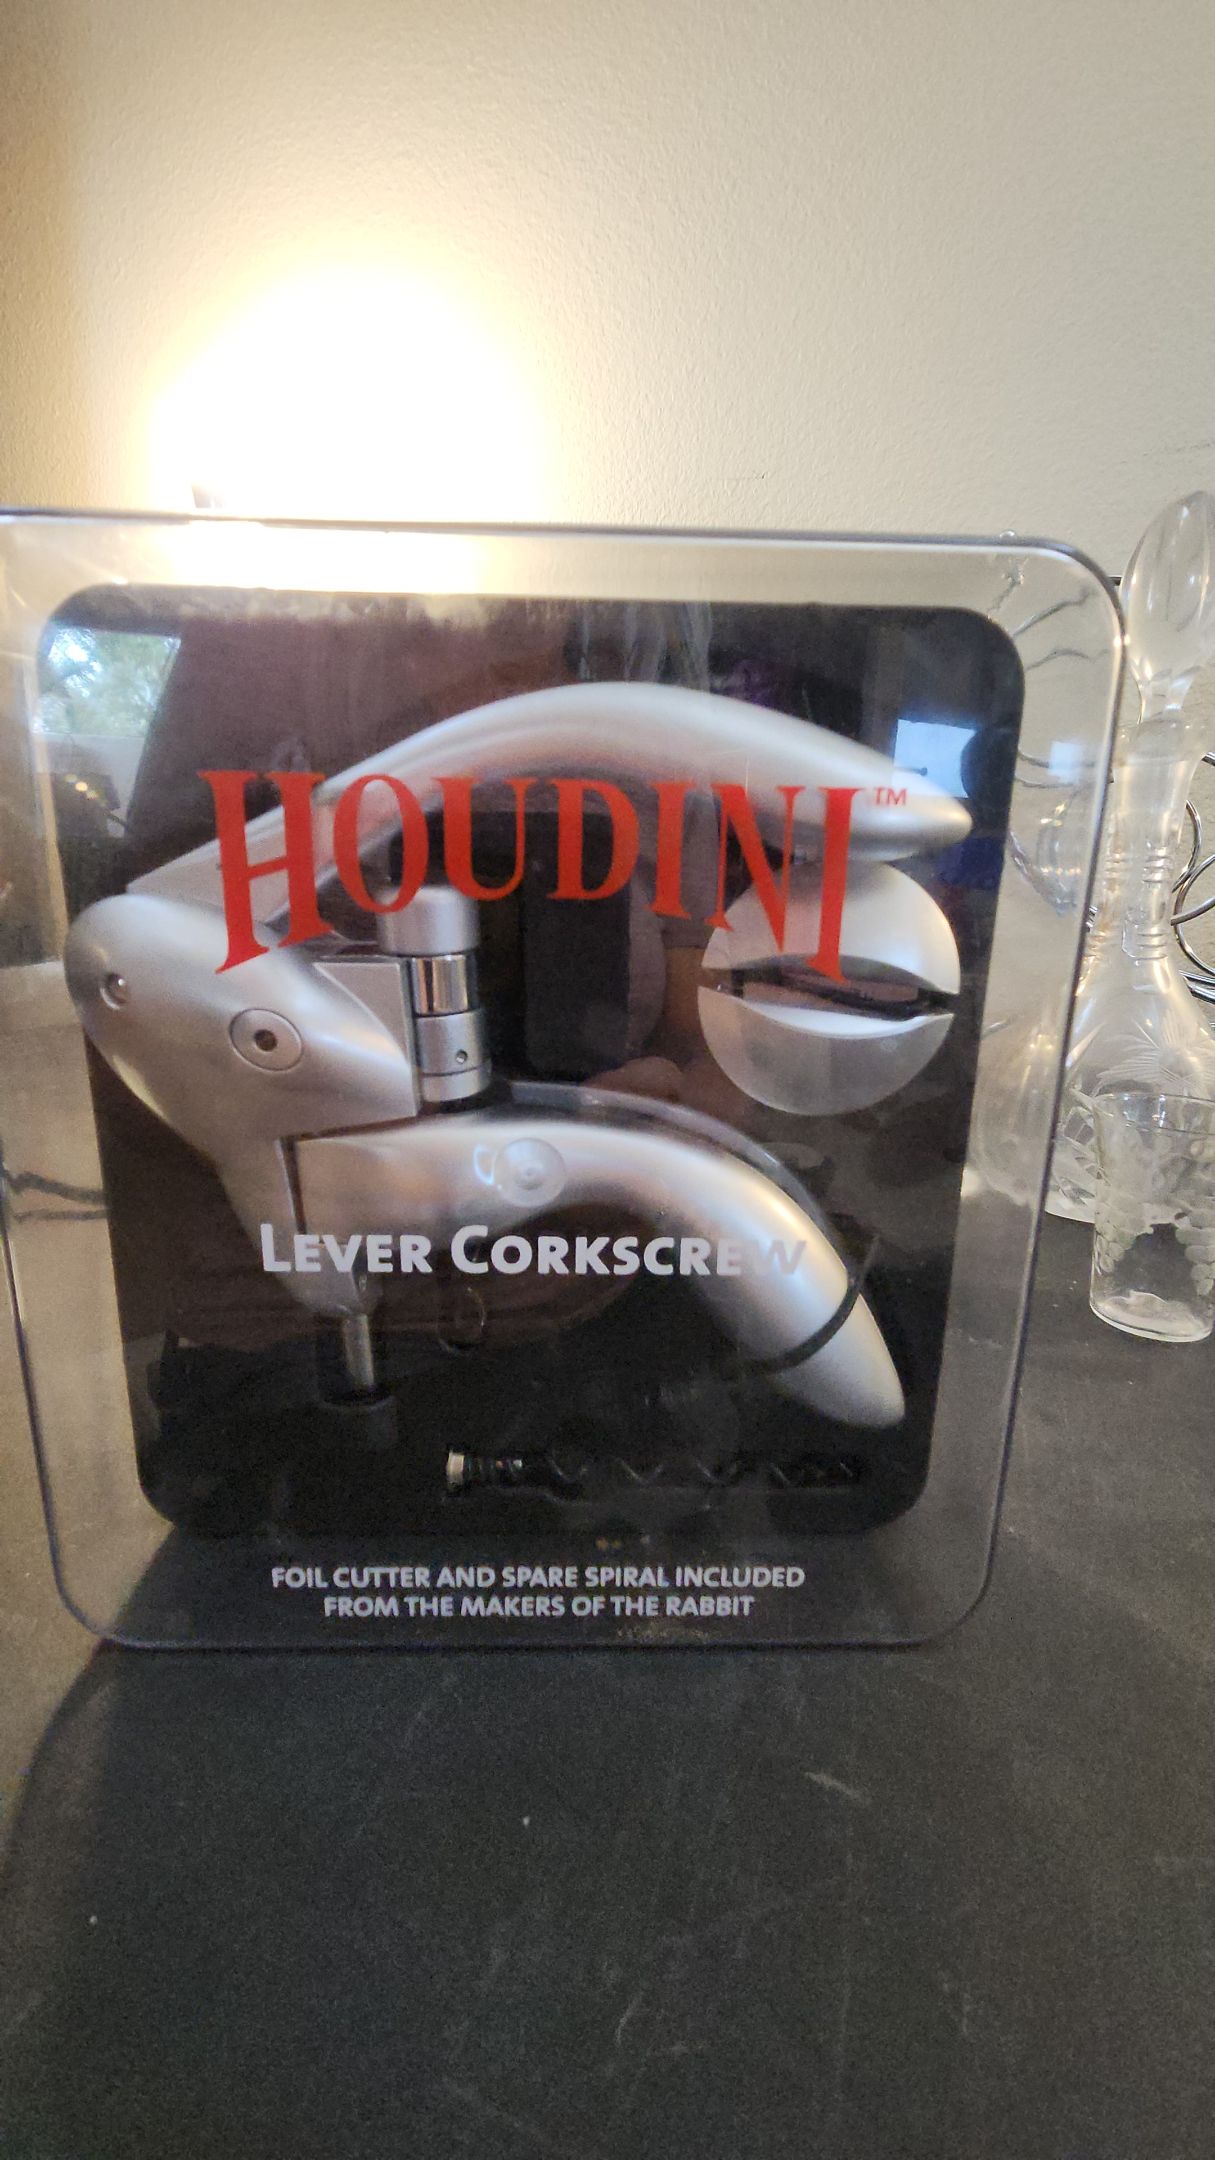 HOUDINI™
LEVER CORKSCREW
FOIL CUTTER AND SPARE SPIRAL INCLUDED
FROM THE MAKERS OF THE RABBIT